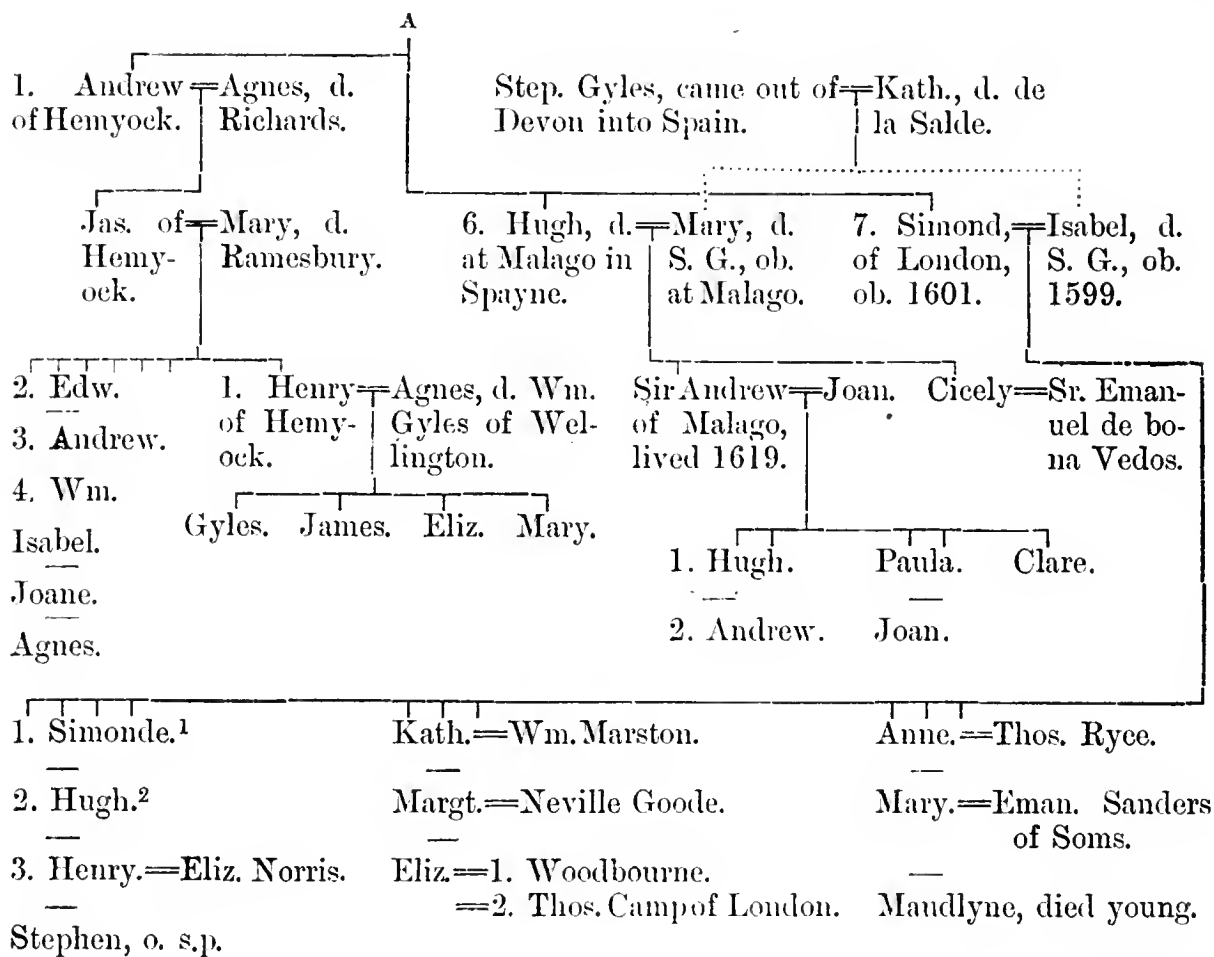 A
1. Andrew=Agnes, d.
of Hemyock. Richards.
Step. Gyles, came out of=Kath., d. de
Devon into Spain. la Salde.
Jas. of=Mary, d.
Hemy- Ramesbury.
ock.
6. Hugh, d.=Mary, d.
at Malago in S. G., ob.
Spayne. at Malago.
7. Simond,=Isabel, d.
of London, S. G., ob.
ob. 1601. 1599.
2. Edw.
3. Andrew.
4. Wm.
Isabel.
Joane.
Agnes.
1. Henry=Agnes, d. Wm.
of Hemy- Gyles of Wel-
ock. lington.
Gyles. James. Eliz. Mary.
Sir Andrew=Joan.
of Malago,
lived 1619.
Cicely=Sr. Eman-
uel de bo-
na Vedos.
1. Hugh. Paula. Clare.
2. Andrew. Joan.
1. Simonde.¹
2. Hugh.²
3. Henry.=Eliz. Norris.
Stephen, o. s.p.
Kath.=Wm. Marston.
Margt.=Neville Goode.
Eliz.=1. Woodbourne.
=2. Thos. Camp of London.
Anne.=Thos. Ryce.
Mary.=Eman. Sanders
of Soms.
Maudlyne, died young.